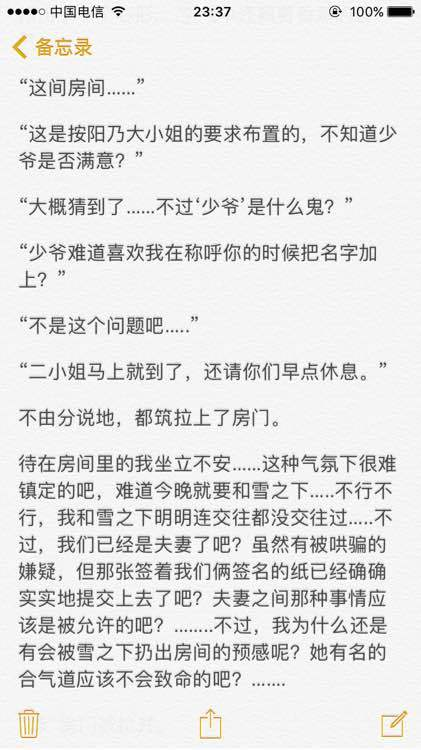 中国电信 23:37 100%
备忘录
“这间房间……”
“这是按阳乃大小姐的要求布置的，不知道少
爷是否满意？”
“大概猜到了……不过‘少爷’是什么鬼？”
“少爷难道喜欢我在称呼你的时候把名字加
上？”
“不是这个问题吧.....”
“二小姐马上就到了，还请你们早点休息。”
不由分说地，都筑拉上了房门。
待在房间里的我坐立不安……这种气氛下很难
镇定的吧，难道今晚就要和雪之下.....不行不
行，我和雪之下明明连交往都没交往过.....不
过，我们已经是夫妻了吧？虽然有被哄骗的
嫌疑，但那张签着我们俩签名的纸已经确确
实实地提交上去了吧？夫妻之间那种事情应
该是被允许的吧？........不过，我为什么还是
有会被雪之下扔出房间的预感呢？她有名的
合气道应该不会致命的吧？.......